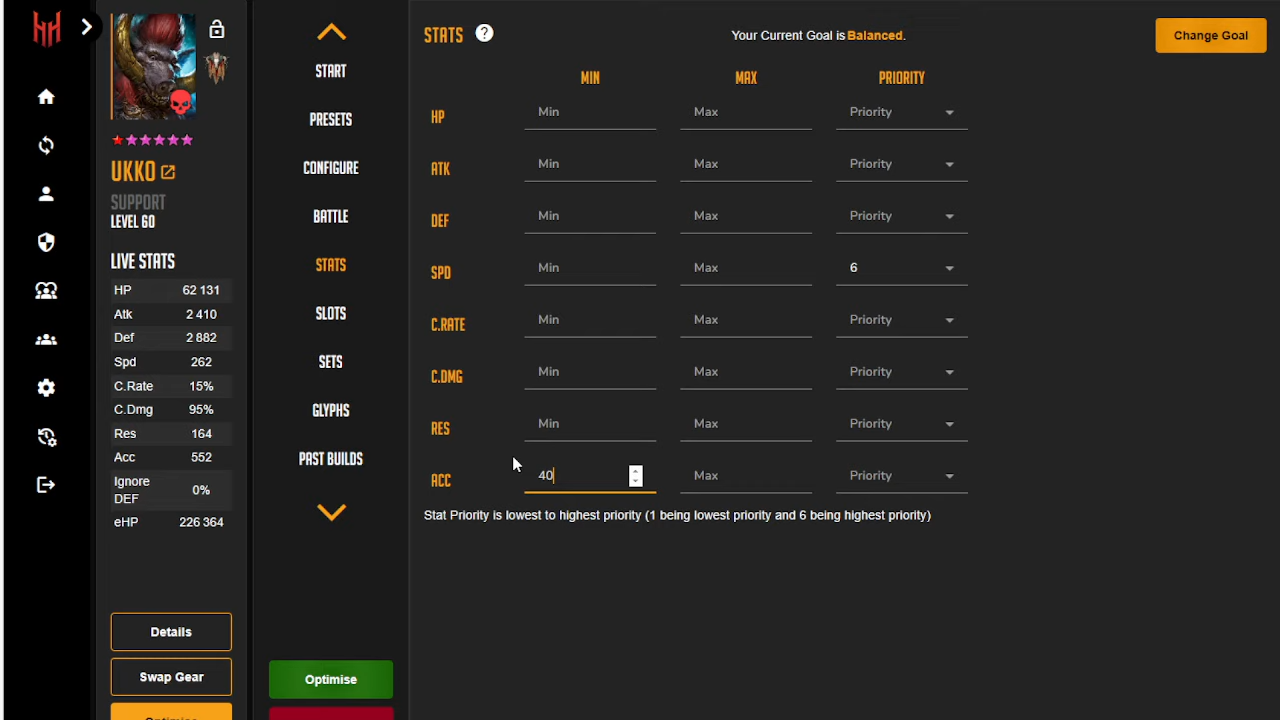 UKKO
SUPPORT
LEVEL 60
LIVE STATS
HP 62 131
Atk 2 410
Def 2 882
Spd 262
C.Rate 15%
C.Dmg 95%
Res 164
Acc 552
Ignore DEF 0%
eHP 226 364
Details
Swap Gear
Optimise
START
PRESETS
CONFIGURE
BATTLE
STATS
SLOTS
SETS
GLYPHS
PAST BUILDS
Optimise
STATS ?
Your Current Goal is Balanced.
Change Goal
MIN MAX PRIORITY
HP Min Max Priority
ATK Min Max Priority
DEF Min Max Priority
SPD Min Max 6
C.RATE Min Max Priority
C.DMG Min Max Priority
RES Min Max Priority
ACC 40 Max Priority
Stat Priority is lowest to highest priority (1 being lowest priority and 6 being highest priority)